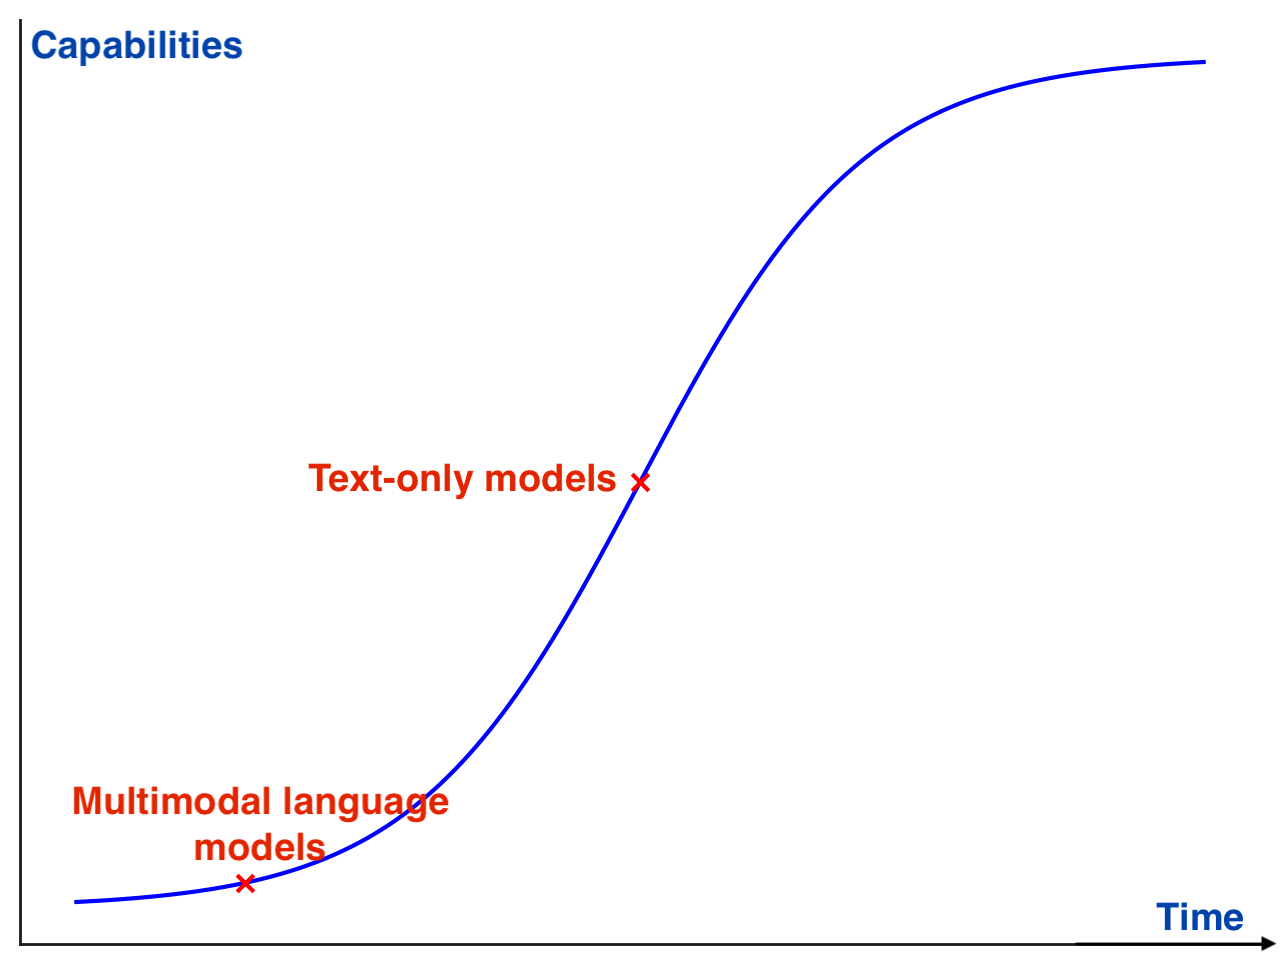 Capabilities
Text-only models
Multimodal language
models
Time